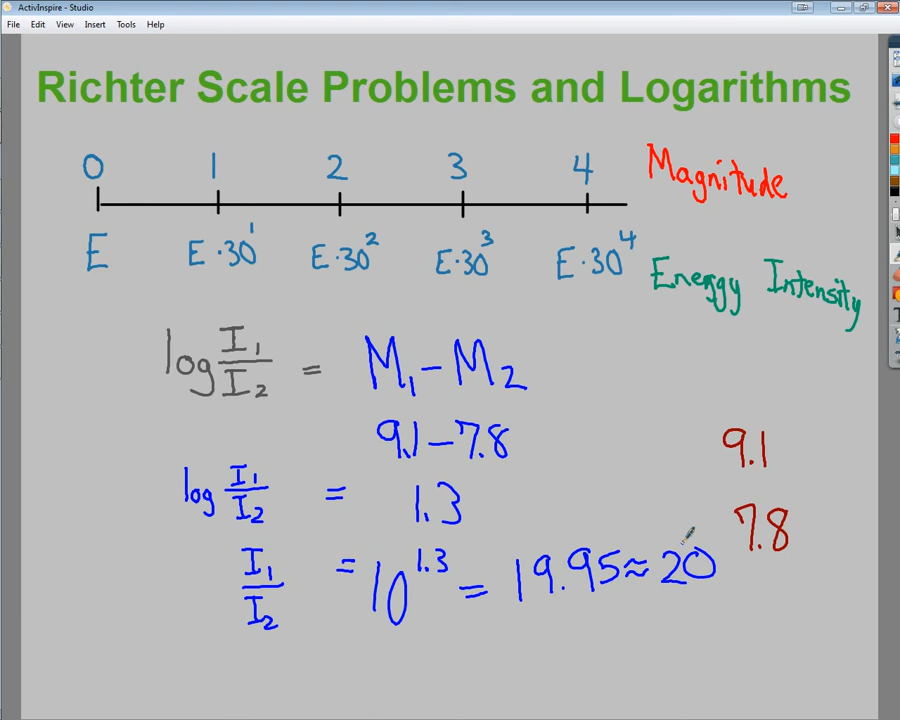 ActivInspire - Studio
File Edit View Insert Tools Help
Richter Scale Problems and Logarithms
0 1 2 3 4 Magnitude
E E·30¹ E·30² E·30³ E·30⁴ Energy Intensity
log I₁/I₂ = M₁ - M₂
9.1 - 7.8
9.1
log I₁/I₂ = 1.3
7.8
I₁/I₂ = 10^1.3 = 19.95 ≈ 20